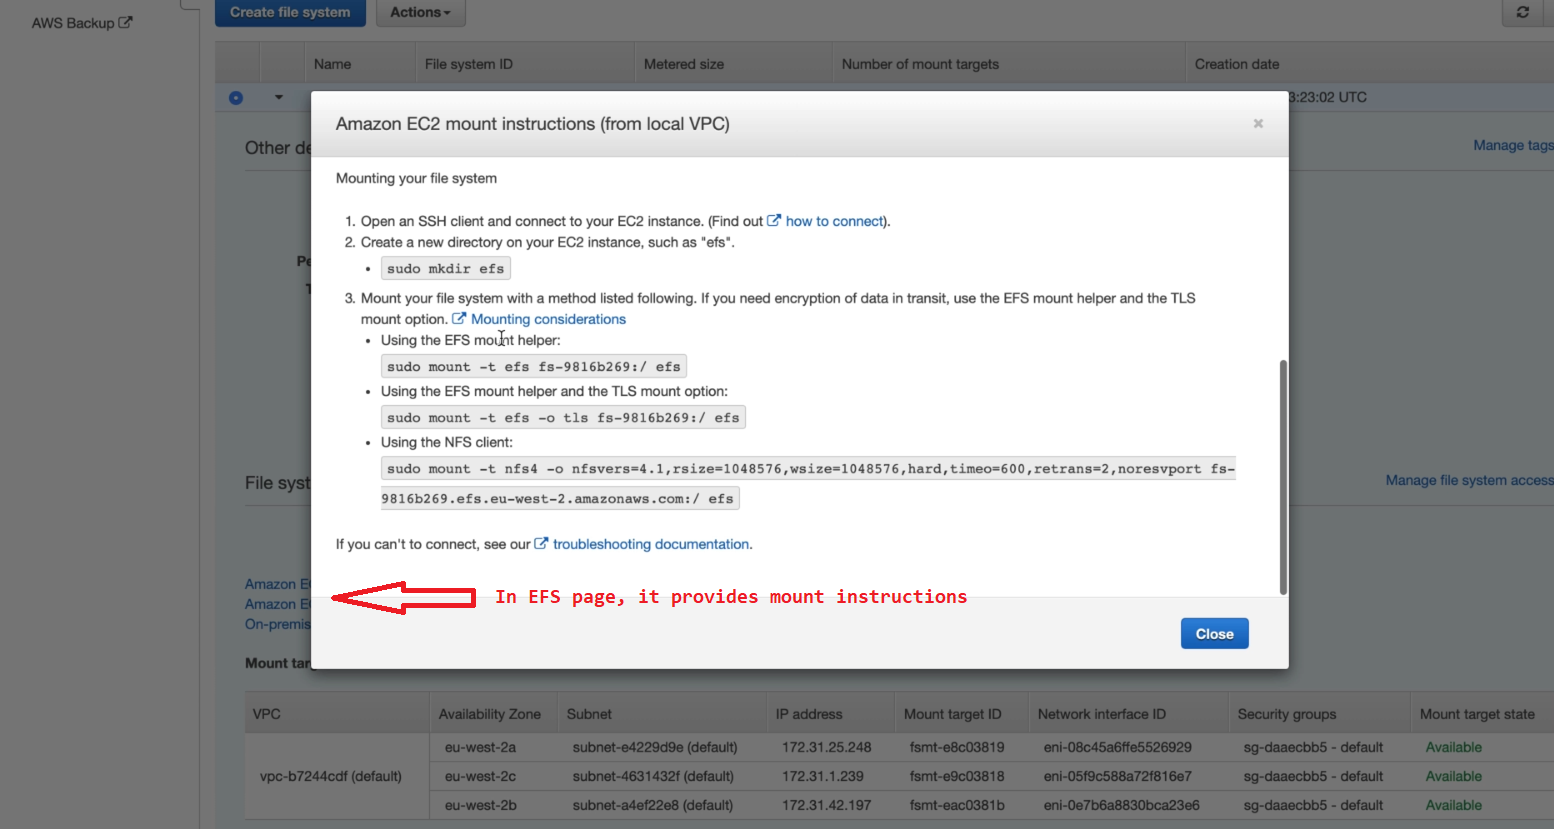 AWS Backup
Create file system
Actions
Name
File system ID
Metered size
Number of mount targets
Creation date
3:23:02 UTC
Amazon EC2 mount instructions (from local VPC)
×
Other de
Manage tags
Mounting your file system
1. Open an SSH client and connect to your EC2 instance. (Find out how to connect).
2. Create a new directory on your EC2 instance, such as "efs".
• sudo mkdir efs
3. Mount your file system with a method listed following. If you need encryption of data in transit, use the EFS mount helper and the TLS
mount option. Mounting considerations
• Using the EFS mount helper:
sudo mount -t efs fs-9816b269:/ efs
• Using the EFS mount helper and the TLS mount option:
sudo mount -t efs -o tls fs-9816b269:/ efs
• Using the NFS client:
sudo mount -t nfs4 -o nfsvers=4.1,rsize=1048576,wsize=1048576,hard,timeo=600,retrans=2,noresvport fs-
9816b269.efs.eu-west-2.amazonaws.com:/ efs
If you can't to connect, see our troubleshooting documentation.
Pe
File syst
Manage file system access
Amazon E
Amazon E
On-premis
In EFS page, it provides mount instructions
Close
Mount tar
VPC Availability Zone Subnet IP address Mount target ID Network interface ID Security groups Mount target state
eu-west-2a subnet-e4229d9e (default) 172.31.25.248 fsmt-e8c03819 eni-08c45a6ffe5526929 sg-daaecbb5 - default Available
vpc-b7244cdf (default) eu-west-2c subnet-4631432f (default) 172.31.1.239 fsmt-e9c03818 eni-05f9c588a72f816e7 sg-daaecbb5 - default Available
eu-west-2b subnet-a4ef22e8 (default) 172.31.42.197 fsmt-eac0381b eni-0e7b6a8830bca23e6 sg-daaecbb5 - default Available